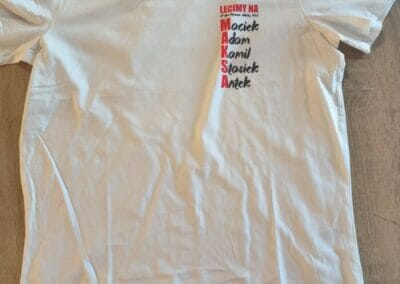 LECIMY NA
Maciek
Adam
Kamil
Stasiek
Antek